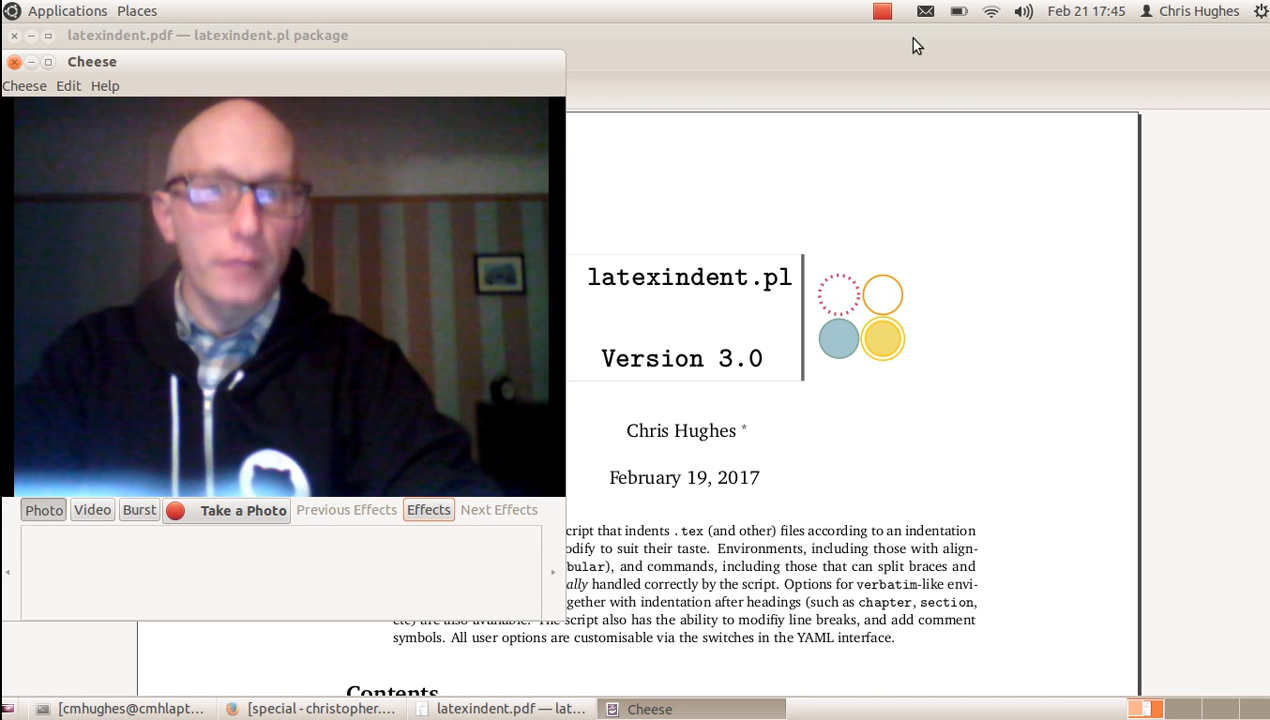 Applications Places
Feb 21 17:45 Chris Hughes
latexindent.pdf — latexindent.pl package
Cheese
Cheese Edit Help
latexindent.pl
Version 3.0
Chris Hughes *
February 19, 2017
Photo Video Burst Take a Photo Previous Effects Effects Next Effects
cript that indents .tex (and other) files according to an indentation
odify to suit their taste. Environments, including those with align-
bular), and commands, including those that can split braces and
ally handled correctly by the script. Options for verbatim-like envi-
gether with indentation after headings (such as chapter, section,
etc) are also available. The script also has the ability to modifiy line breaks, and add comment
symbols. All user options are customisable via the switches in the YAML interface.
Contents
[cmhughes@cmhlapt... [special-christopher.... latexindent.pdf — lat... Cheese